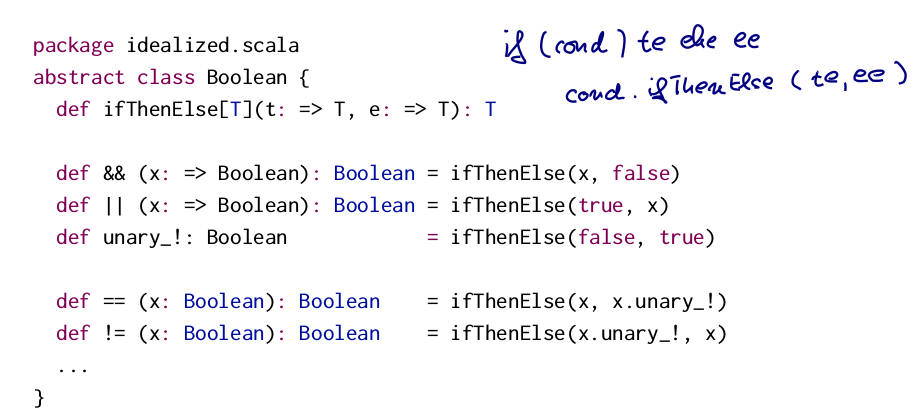 package idealized.scala
if (cond) te else ee
abstract class Boolean {
cond.ifThenElse(te, ee)
def ifThenElse[T](t: => T, e: => T): T
def && (x: => Boolean): Boolean = ifThenElse(x, false)
def || (x: => Boolean): Boolean = ifThenElse(true, x)
def unary_!: Boolean = ifThenElse(false, true)
def == (x: Boolean): Boolean = ifThenElse(x, x.unary_!)
def != (x: Boolean): Boolean = ifThenElse(x.unary_!, x)
...
}